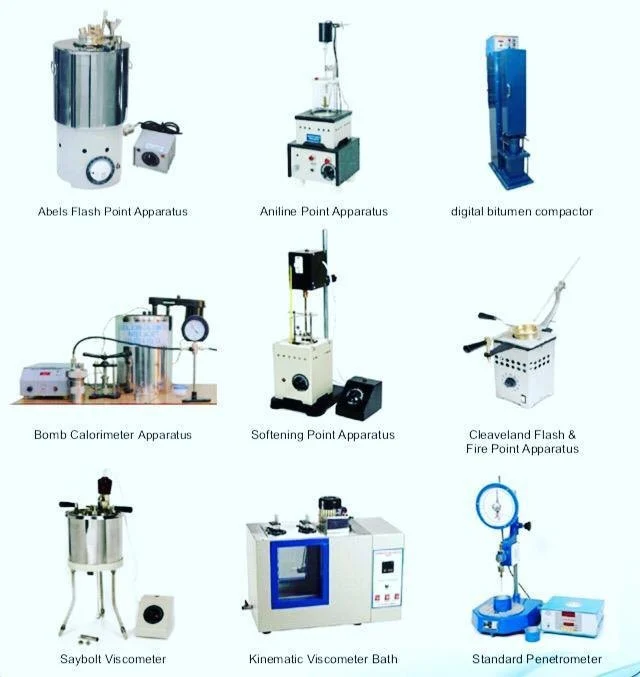 Abels Flash Point Apparatus
Aniline Point Apparatus
digital bitumen compactor
Bomb Calorimeter Apparatus
Softening Point Apparatus
Cleaveland Flash &
Fire Point Apparatus
Saybolt Viscometer
Kinematic Viscometer Bath
Standard Penetrometer